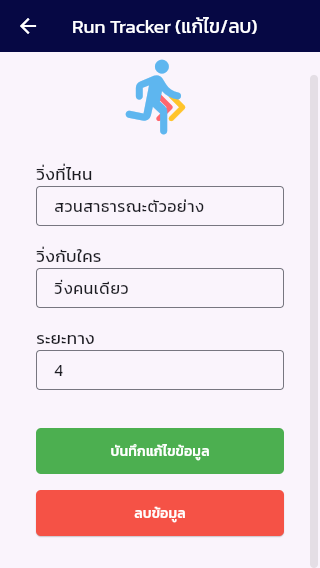 Run Tracker (แก้ไข/ลบ)
วิ่งที่ไหน
สวนสาธารณะตัวอย่าง
วิ่งกับใคร
วิ่งคนเดียว
ระยะทาง
4
บันทึกแก้ไขข้อมูล
ลบข้อมูล